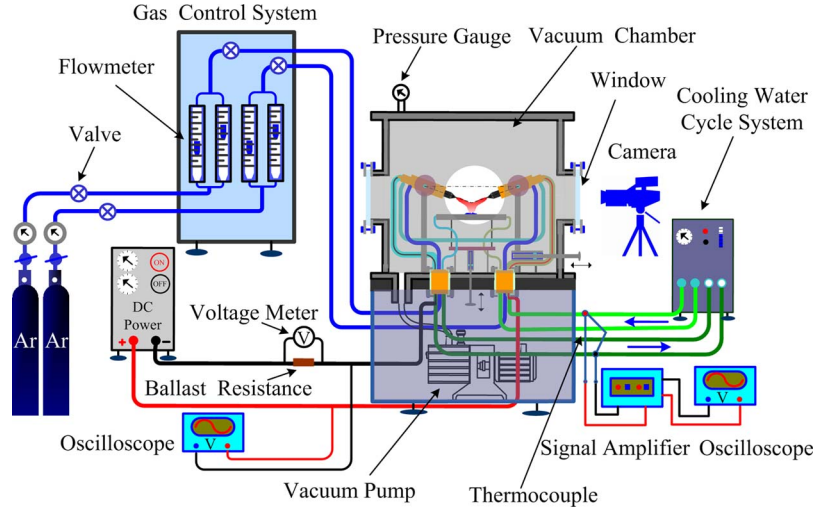 Gas Control System
Pressure Gauge
Vacuum Chamber
Flowmeter
Window
Cooling Water
Cycle System
Valve
Camera
ON
OFF
DC
Power
+
−
Voltage Meter
V
Ar
Ar
Ballast Resistance
Oscilloscope
V
Vacuum Pump
Thermocouple
Signal Amplifier
Oscilloscope
V